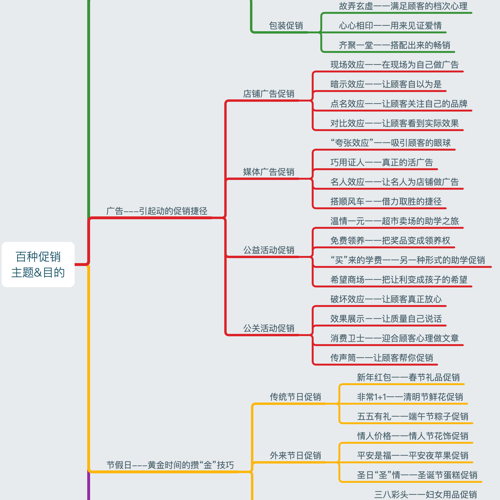 故弄玄虚——满足顾客的档次心理
包装促销
心心相印——用来见证爱情
齐聚一堂——搭配出来的畅销
现场效应——在现场为自己做广告
店铺广告促销
暗示效应——让顾客自以为是
点名效应——让顾客关注自己的品牌
对比效应——让顾客看到实际效果
“夸张效应”——吸引顾客的眼球
媒体广告促销
巧用证人——真正的活广告
名人效应——让名人为店铺做广告
搭顺风车——借力取胜的捷径
广告——引起动的促销捷径
温情一元——超市卖场的助学之旅
公益活动促销
免费领养——把奖品变成领养权
“买”来的学费——另一种形式的助学促销
希望商场——把让利变成孩子的希望
百种促销
主题&目的
破坏效应——让顾客真正放心
公关活动促销
效果展示——让质量自己说话
消费卫士——迎合顾客心理做文章
传声筒——让顾客帮你促销
新年红包——春节礼品促销
传统节日促销
非常1+1——清明节鲜花促销
五五有礼——端午节粽子促销
情人价格——情人节花饰促销
外来节日促销
平安是福——平安夜苹果促销
节假日——黄金时间的攒“金”技巧
圣日“圣”情——圣诞节蛋糕促销
三八彩头——妇女用品促销